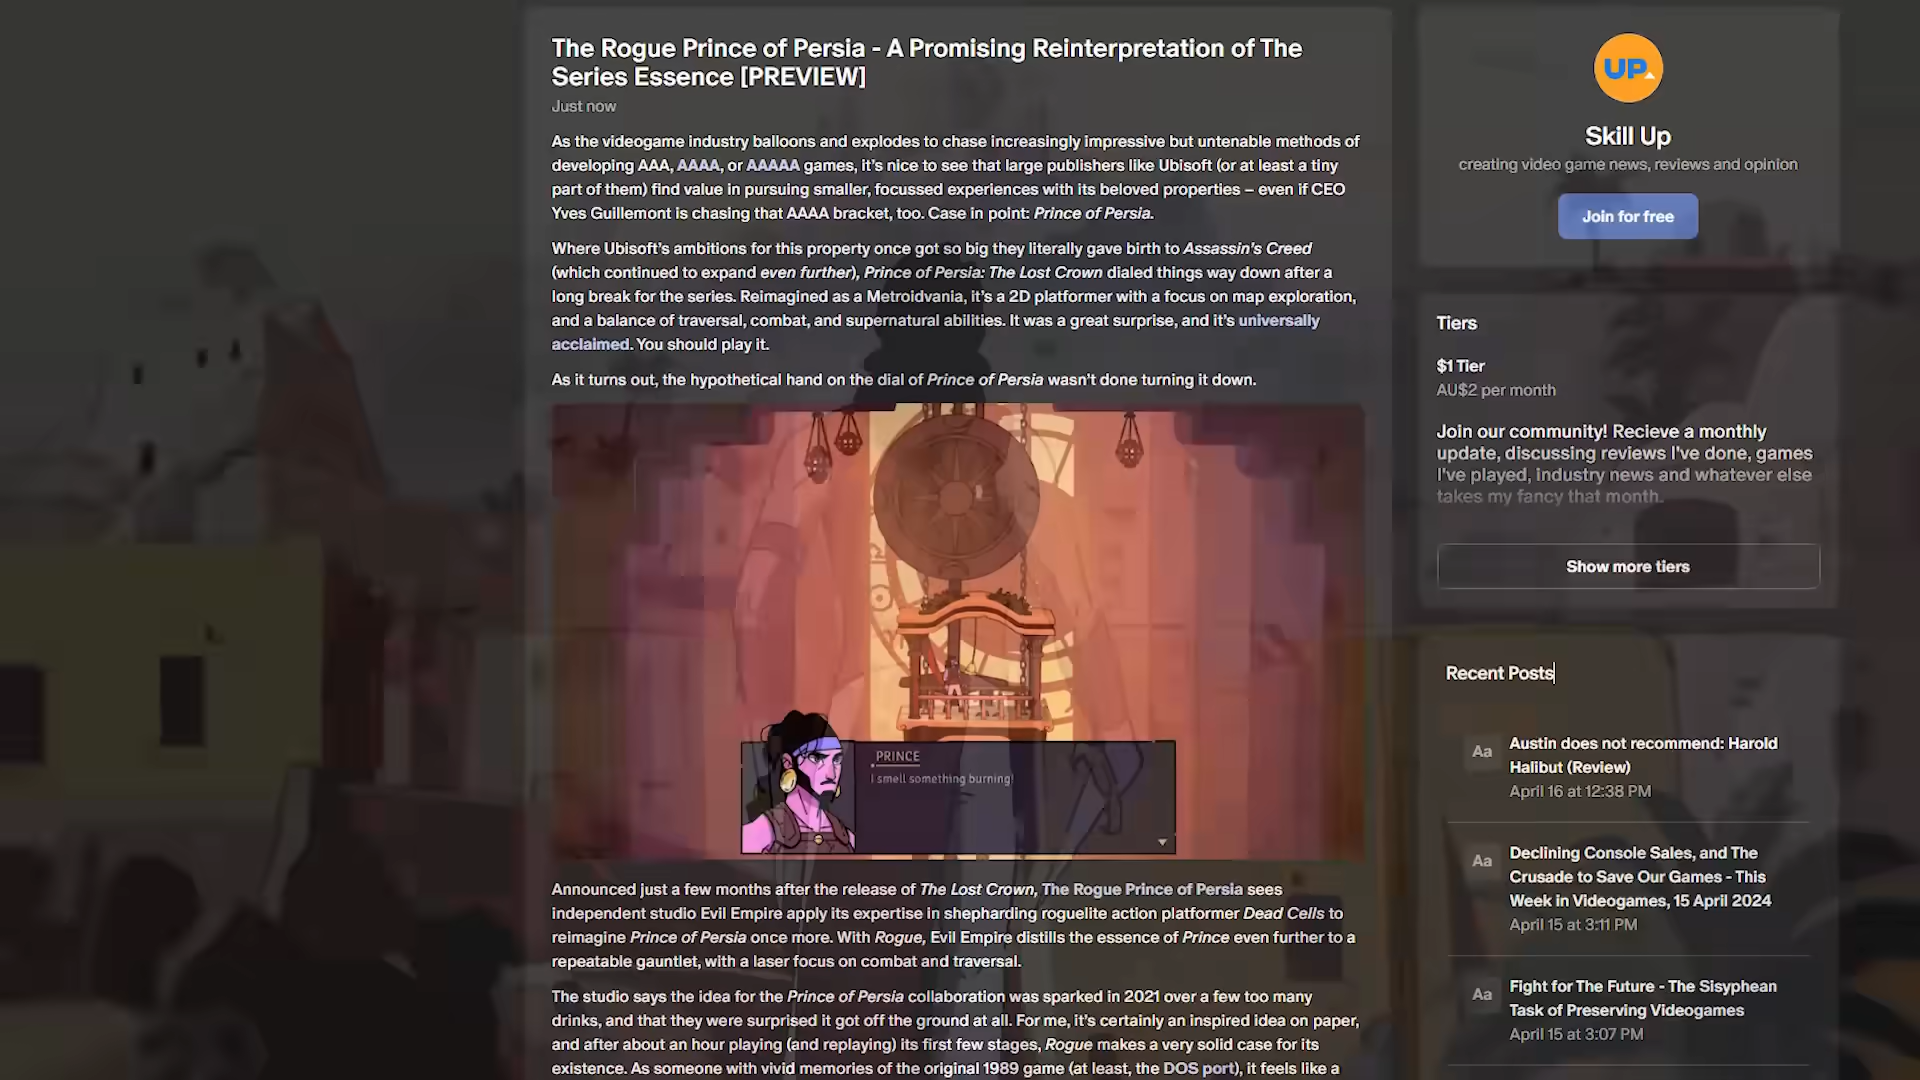 The Rogue Prince of Persia - A Promising Reinterpretation of The
Series Essence [PREVIEW]
Just now
As the videogame industry balloons and explodes to chase increasingly impressive but untenable methods of
developing AAA, AAAA, or AAAAA games, it's nice to see that large publishers like Ubisoft (or at least a tiny
part of them) find value in pursuing smaller, focussed experiences with its beloved properties – even if CEO
Yves Guillemont is chasing that AAAA bracket, too. Case in point: Prince of Persia.
Where Ubisoft's ambitions for this property once got so big they literally gave birth to Assassin's Creed
(which continued to expand even further), Prince of Persia: The Lost Crown dialed things way down after a
long break for the series. Reimagined as a Metroidvania, it's a 2D platformer with a focus on map exploration,
and a balance of traversal, combat, and supernatural abilities. It was a great surprise, and it's universally
acclaimed. You should play it.
As it turns out, the hypothetical hand on the dial of Prince of Persia wasn't done turning it down.
PRINCE
I smell something burning!
Announced just a few months after the release of The Lost Crown, The Rogue Prince of Persia sees
independent studio Evil Empire apply its expertise in shepharding roguelite action platformer Dead Cells to
reimagine Prince of Persia once more. With Rogue, Evil Empire distills the essence of Prince even further to a
repeatable gauntlet, with a laser focus on combat and traversal.
The studio says the idea for the Prince of Persia collaboration was sparked in 2021 over a few too many
drinks, and that they were surprised it got off the ground at all. For me, it's certainly an inspired idea on paper,
and after about an hour playing (and replaying) its first few stages, Rogue makes a very solid case for its
existence. As someone with vivid memories of the original 1989 game (at least, the DOS port), it feels like a
UP
Skill Up
creating video game news, reviews and opinion
Join for free
Tiers
$1 Tier
AU$2 per month
Join our community! Recieve a monthly
update, discussing reviews I've done, games
I've played, industry news and whatever else
takes my fancy that month.
Show more tiers
Recent Posts
Aa
Austin does not recommend: Harold
Halibut (Review)
April 16 at 12:38 PM
Aa
Declining Console Sales, and The
Crusade to Save Our Games - This
Week in Videogames, 15 April 2024
April 15 at 3:11 PM
Aa
Fight for The Future - The Sisyphean
Task of Preserving Videogames
April 15 at 3:07 PM